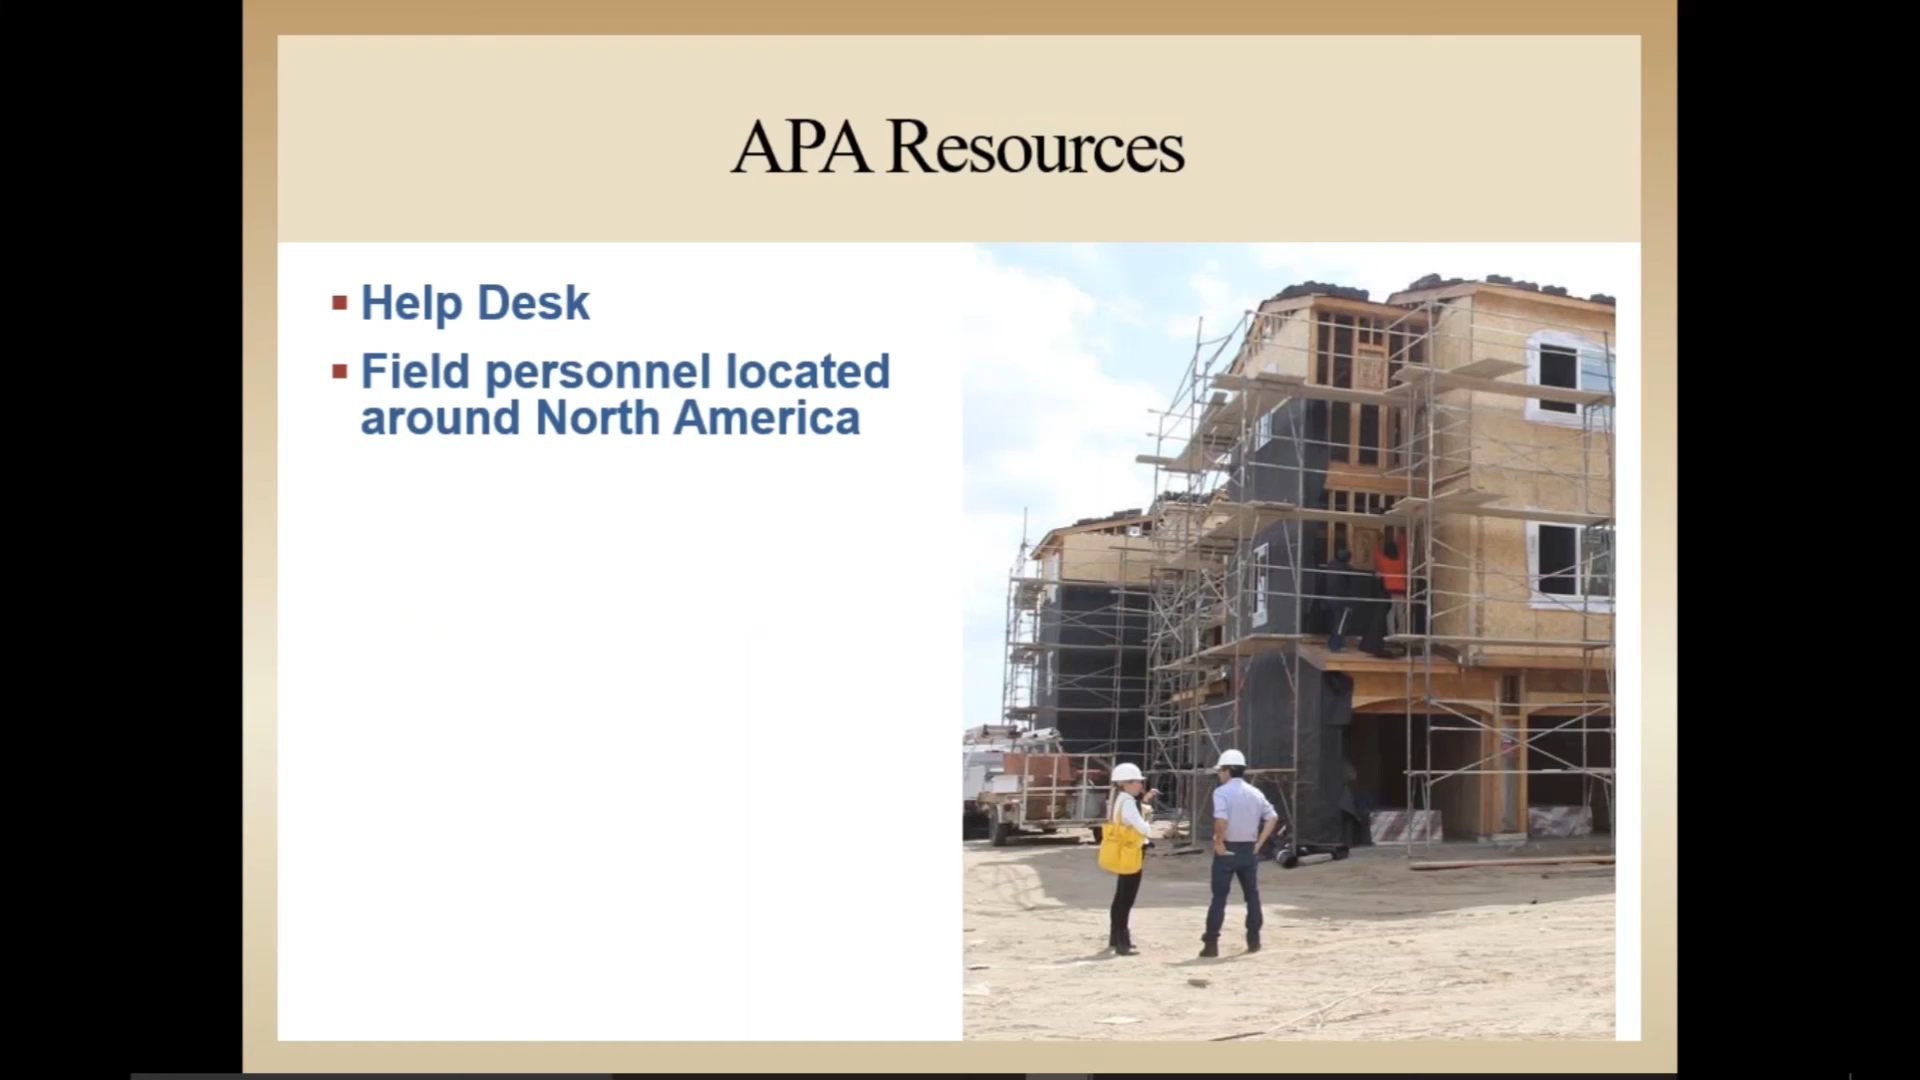 APA Resources
Help Desk
Field personnel located
around North America